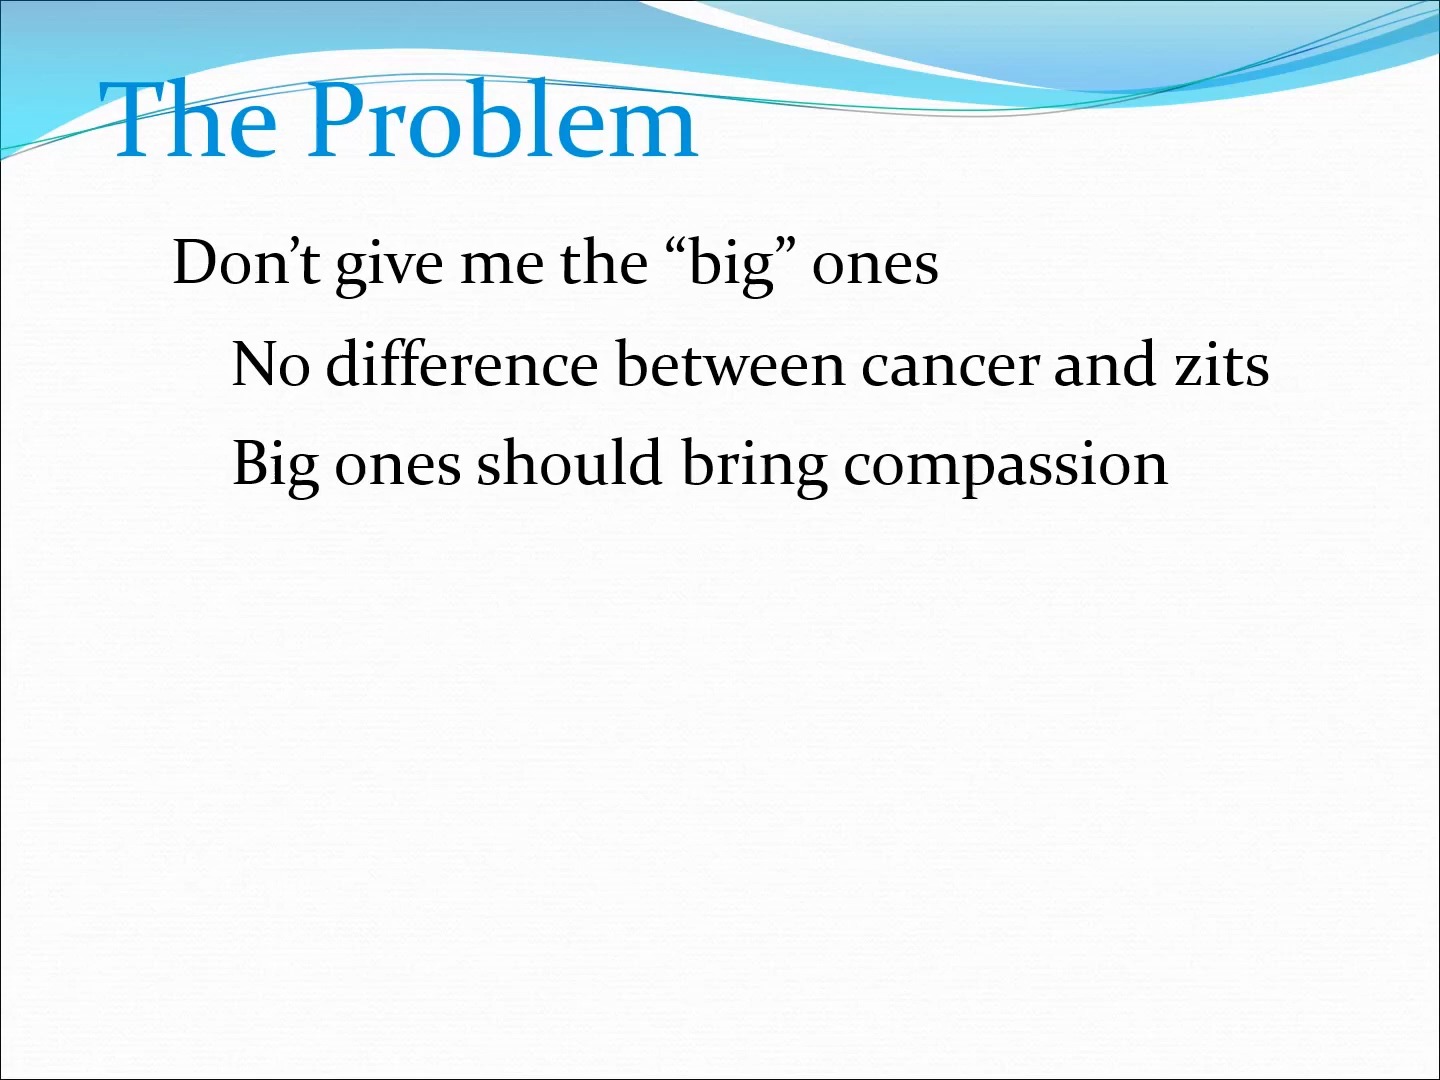 The Problem
Don’t give me the “big” ones
No difference between cancer and zits
Big ones should bring compassion